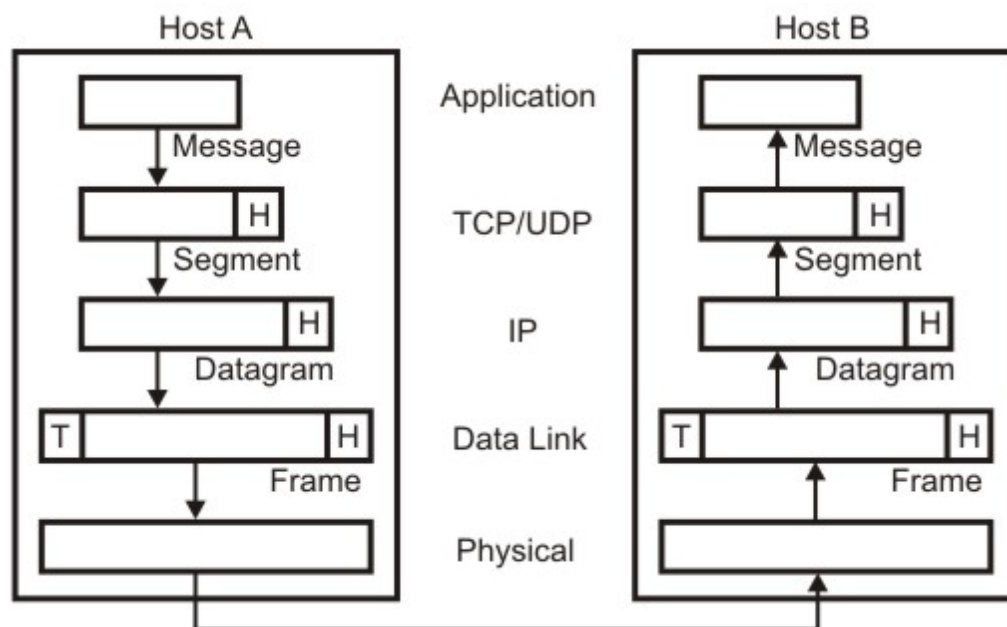 Host A
Host B
Application
Message
Message
H
TCP/UDP
H
Segment
Segment
H
IP
H
Datagram
Datagram
T
H
Data Link
T
H
Frame
Frame
Physical